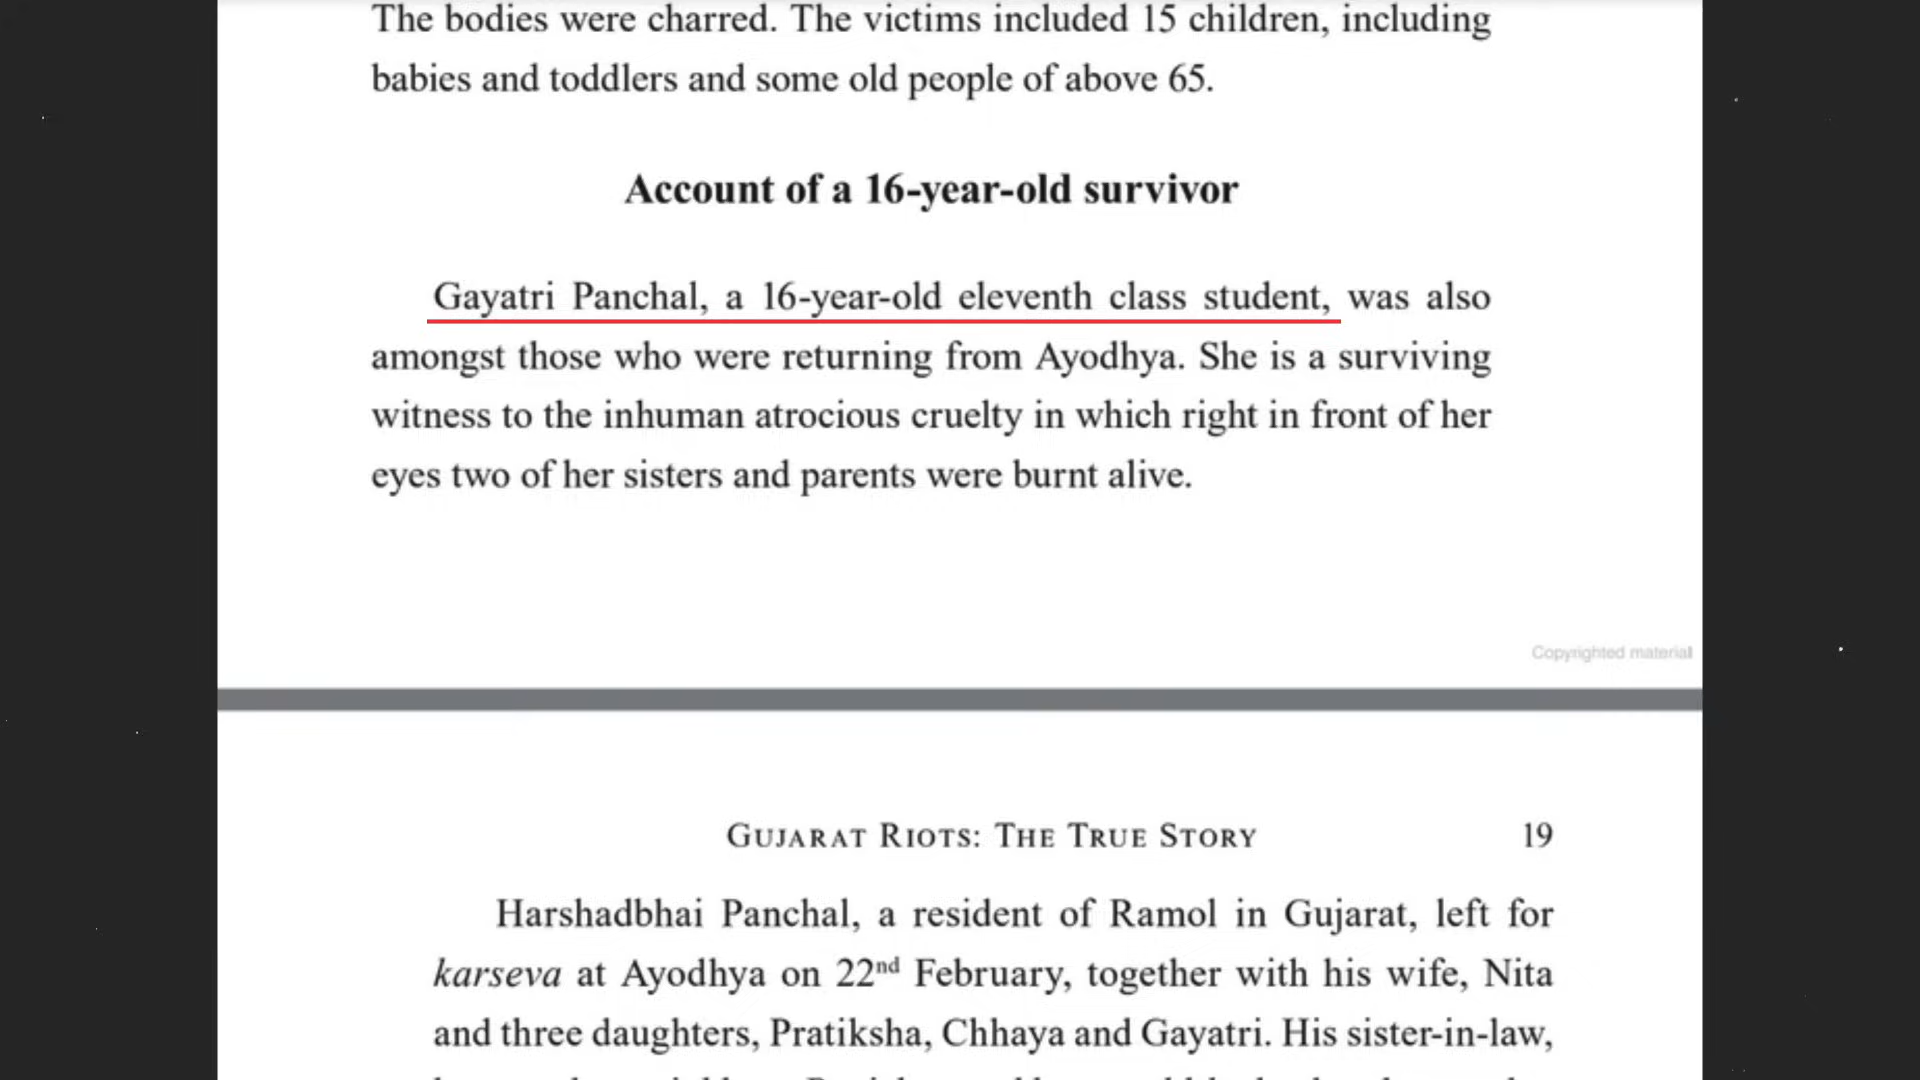 The bodies were charred. The victims included 15 children, including
babies and toddlers and some old people of above 65.
Account of a 16-year-old survivor
Gayatri Panchal, a 16-year-old eleventh class student, was also
amongst those who were returning from Ayodhya. She is a surviving
witness to the inhuman atrocious cruelty in which right in front of her
eyes two of her sisters and parents were burnt alive.
Copyrighted material
GUJARAT RIOTS: THE TRUE STORY 19
Harshadbhai Panchal, a resident of Ramol in Gujarat, left for
karseva at Ayodhya on 22nd February, together with his wife, Nita
and three daughters, Pratiksha, Chhaya and Gayatri. His sister-in-law,